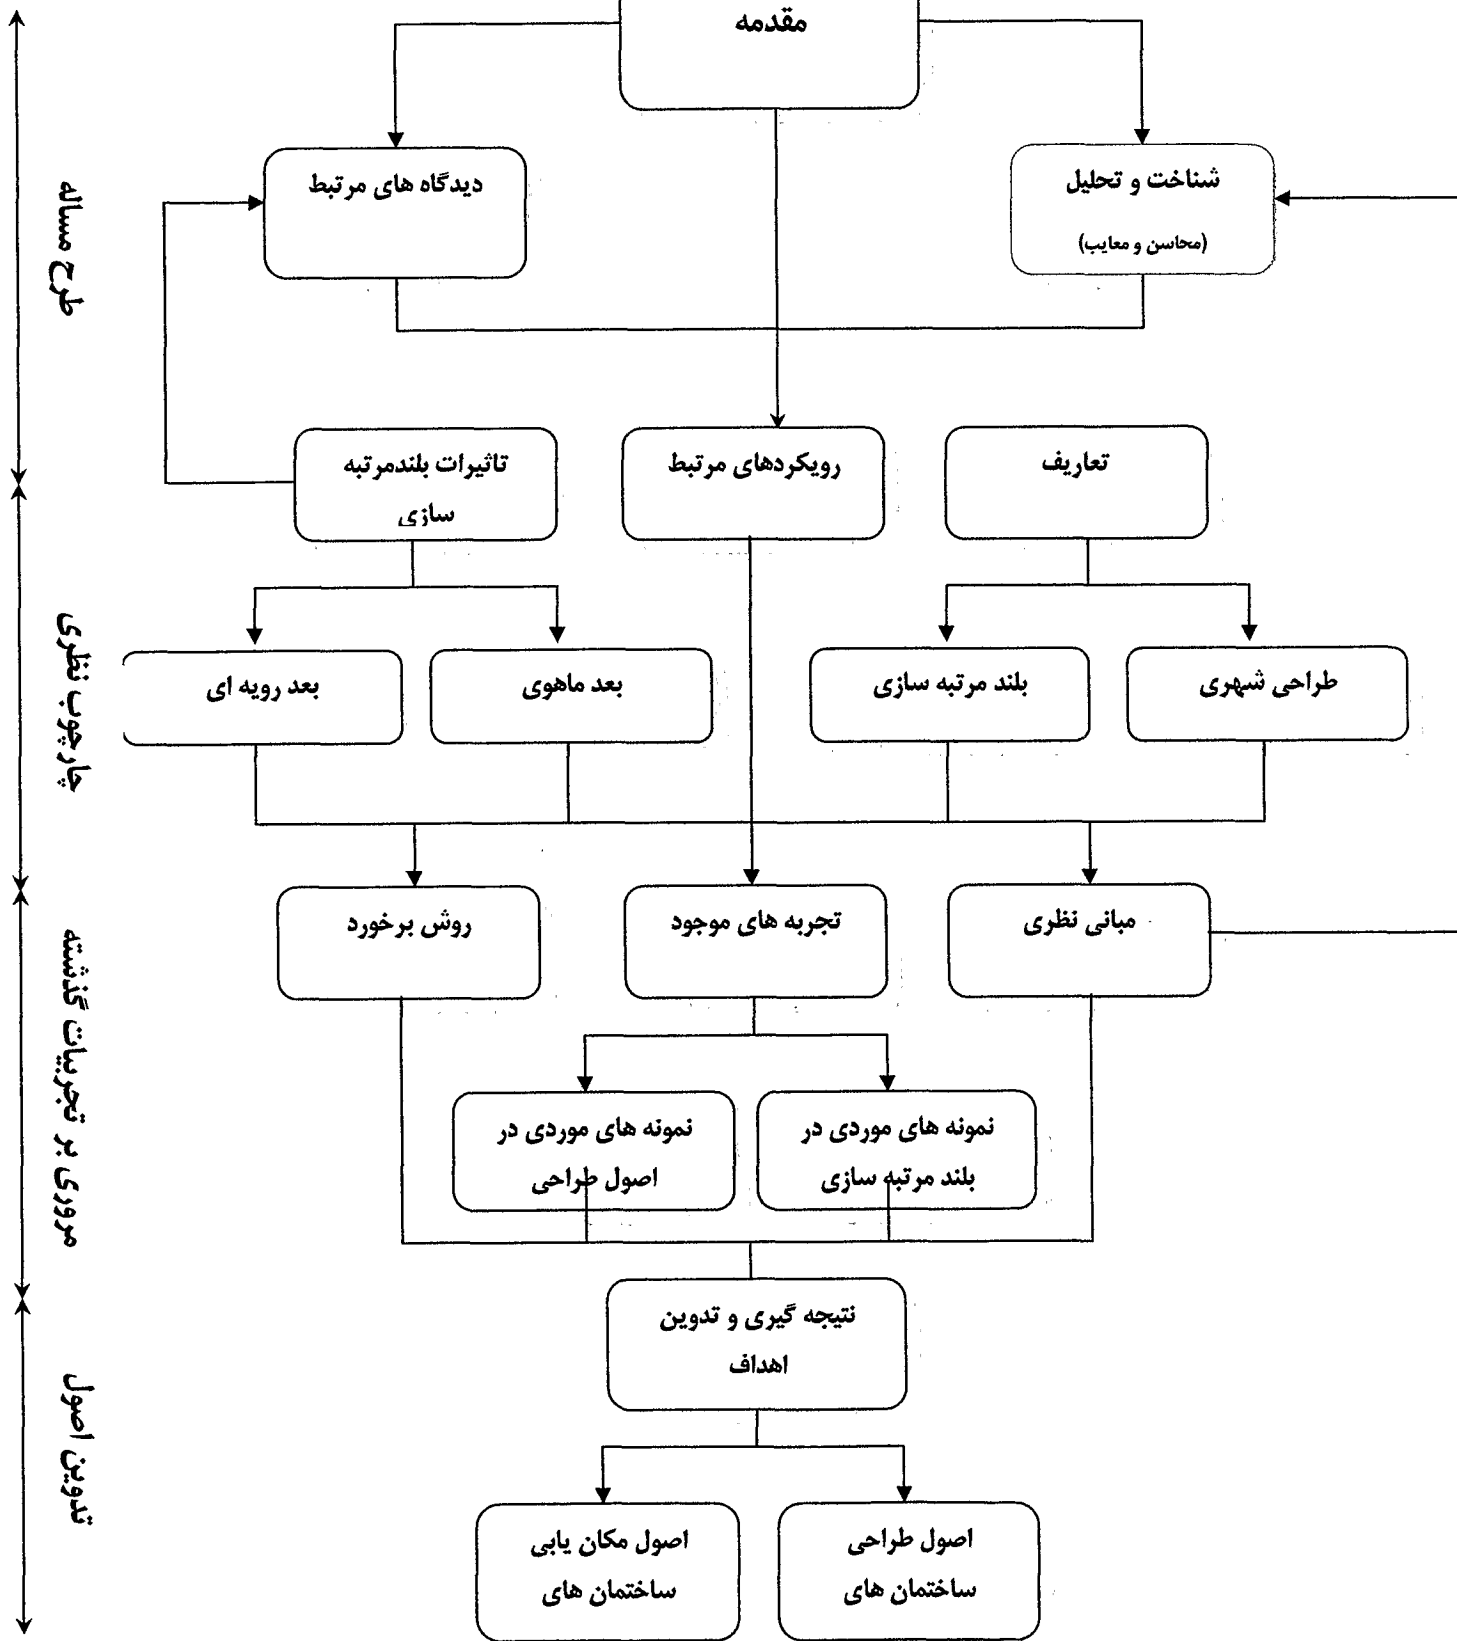 مقدمه
شناخت و تحلیل
(محاسن و معایب)
دیدگاه های مرتبط
طرح مساله
تعاریف
رویکردهای مرتبط
تاثیرات بلندمرتبه
سازی
طراحی شهری
بلند مرتبه سازی
بعد ماهوی
بعد رویه ای
چارچوب نظری
مبانی نظری
تجربه های موجود
روش برخورد
نمونه های موردی در
بلند مرتبه سازی
نمونه های موردی در
اصول طراحی
مروری بر تجربیات گذشته
نتیجه گیری و تدوین
اهداف
اصول طراحی
ساختمان های
اصول مکان یابی
ساختمان های
تدوین اصول